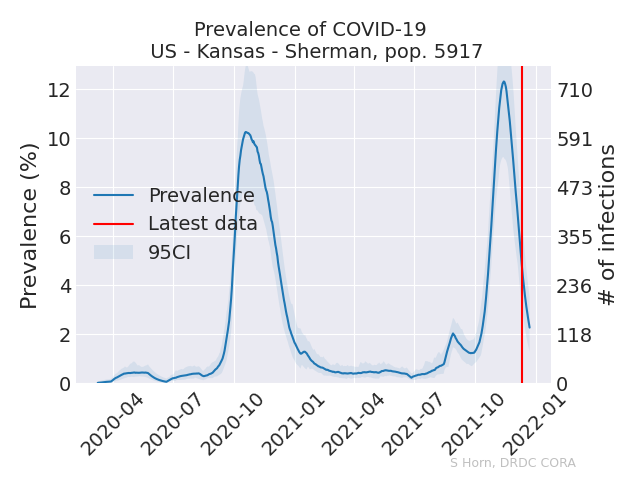 Prevalence of COVID-19
US - Kansas - Sherman, pop. 5917
Prevalence (%)
12
10
8
6
4
2
0
Prevalence
Latest data
95CI
710
591
473
355
236
118
0
# of infections
2020-04
2020-07
2020-10
2021-01
2021-04
2021-07
2021-10
2022-01
S Horn, DRDC CORA